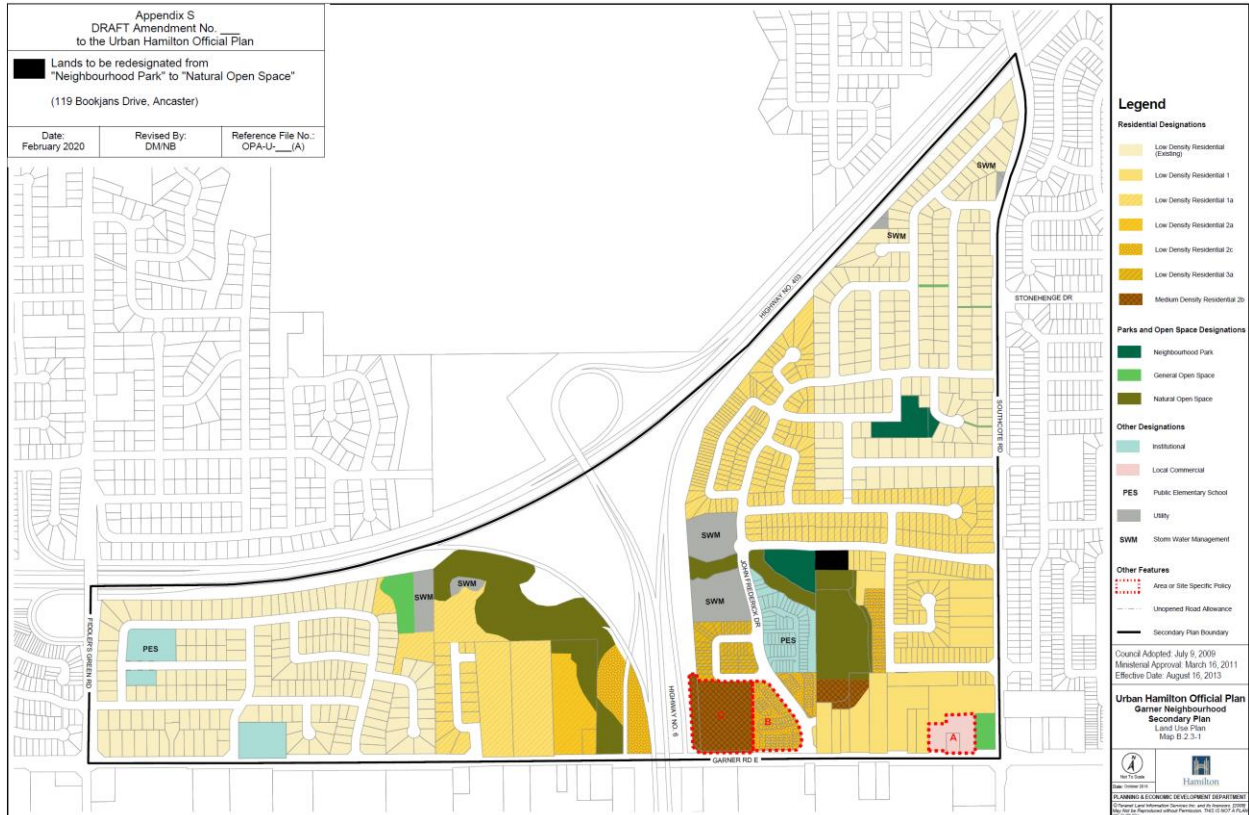 Appendix S
DRAFT Amendment No. ___
to the Urban Hamilton Official Plan
Lands to be redesignated from
"Neighbourhood Park" to "Natural Open Space"
(119 Bookjans Drive, Ancaster)
Date:
February 2020
Revised By:
DM/NB
Reference File No.:
OPA-U-___(A)
SWM
SWM
HIGHWAY NO. 403
STONEHENGE DR
SOUTHCOTE RD
SWM
JOHN FREDERICK DR
SWM
SWM
SWM
FIDDLER'S GREEN RD
PES
PES
HIGHWAY NO. 6
B
A
GARNER RD E
Legend
Residential Designations
Low Density Residential
(Existing)
Low Density Residential 1
Low Density Residential 1a
Low Density Residential 2a
Low Density Residential 2c
Low Density Residential 3a
Medium Density Residential 2b
Parks and Open Space Designations
Neighbourhood Park
General Open Space
Natural Open Space
Other Designations
Institutional
Local Commercial
PES Public Elementary School
Utility
SWM Storm Water Management
Other Features
Area or Site Specific Policy
Unopened Road Allowance
Secondary Plan Boundary
Council Adopted: July 9, 2009
Ministerial Approval: March 16, 2011
Effective Date: August 16, 2013
Urban Hamilton Official Plan
Garner Neighbourhood
Secondary Plan
Land Use Plan
Map B.2.3-1
N
Not To Scale
Hamilton
PLANNING & ECONOMIC DEVELOPMENT DEPARTMENT